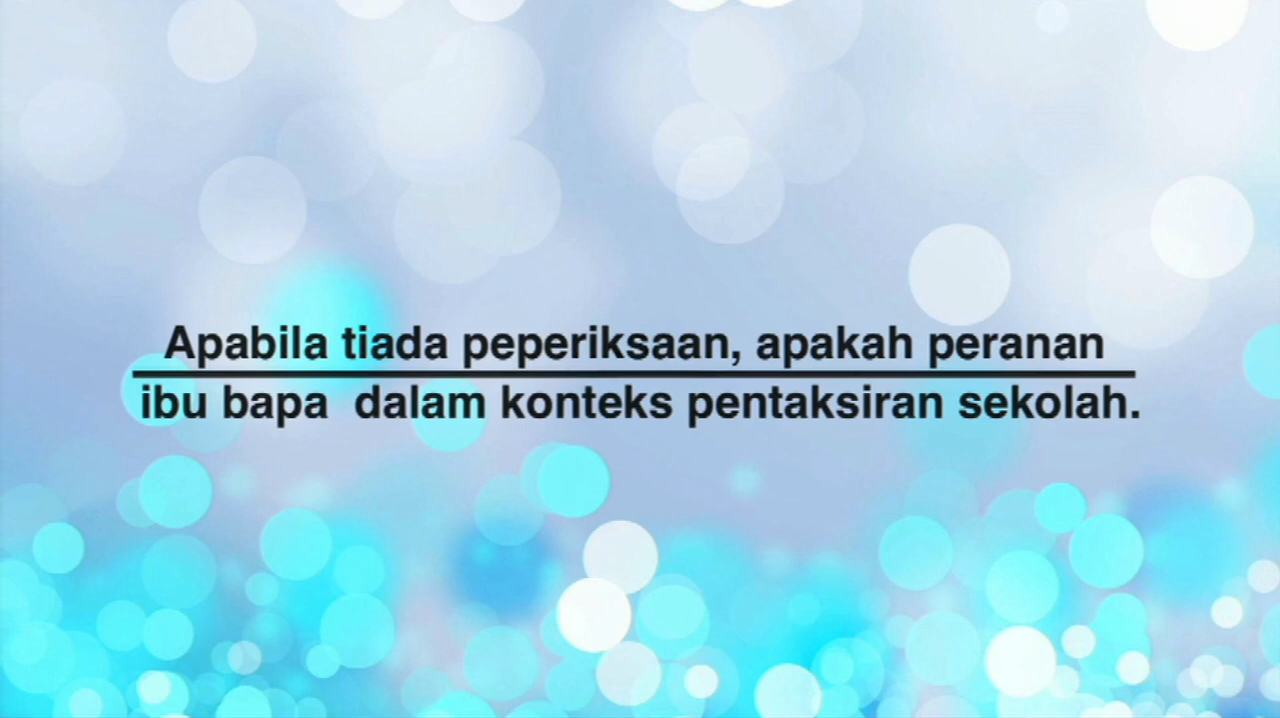 Apabila tiada peperiksaan, apakah peranan
ibu bapa dalam konteks pentaksiran sekolah.